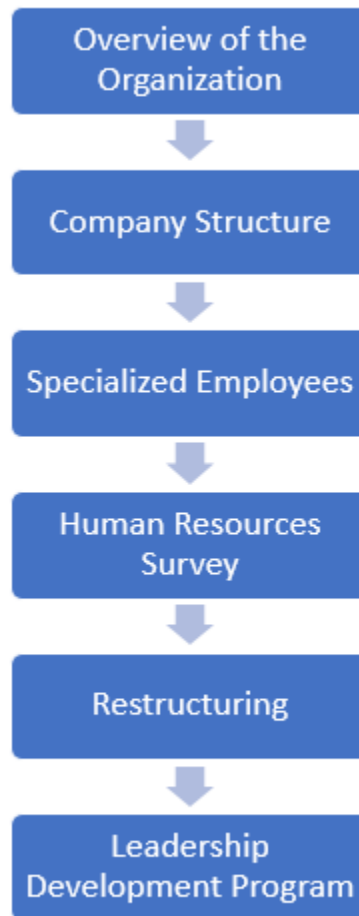 Overview of the
Organization
Company Structure
Specialized Employees
Human Resources
Survey
Restructuring
Leadership
Development Program